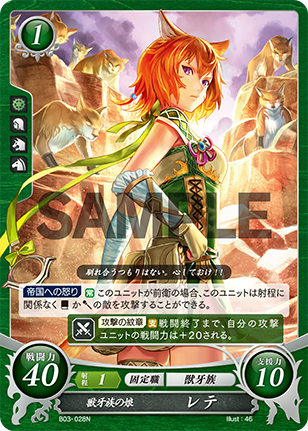 1
SAMPLE
馴れ合うつもりはない。心しておけ!!
帝国への怒り 常 このユニットが前衛の場合、このユニットは射程に
関係なく かつ の敵を攻撃することができる。
攻撃の紋章 支 戦闘終了まで、自分の攻撃
ユニットの戦闘力は+20される。
戦闘力
40
射程 1
固定職
獣牙族
支援力
10
獣牙族の娘
レテ
B03-028N
Illust:46